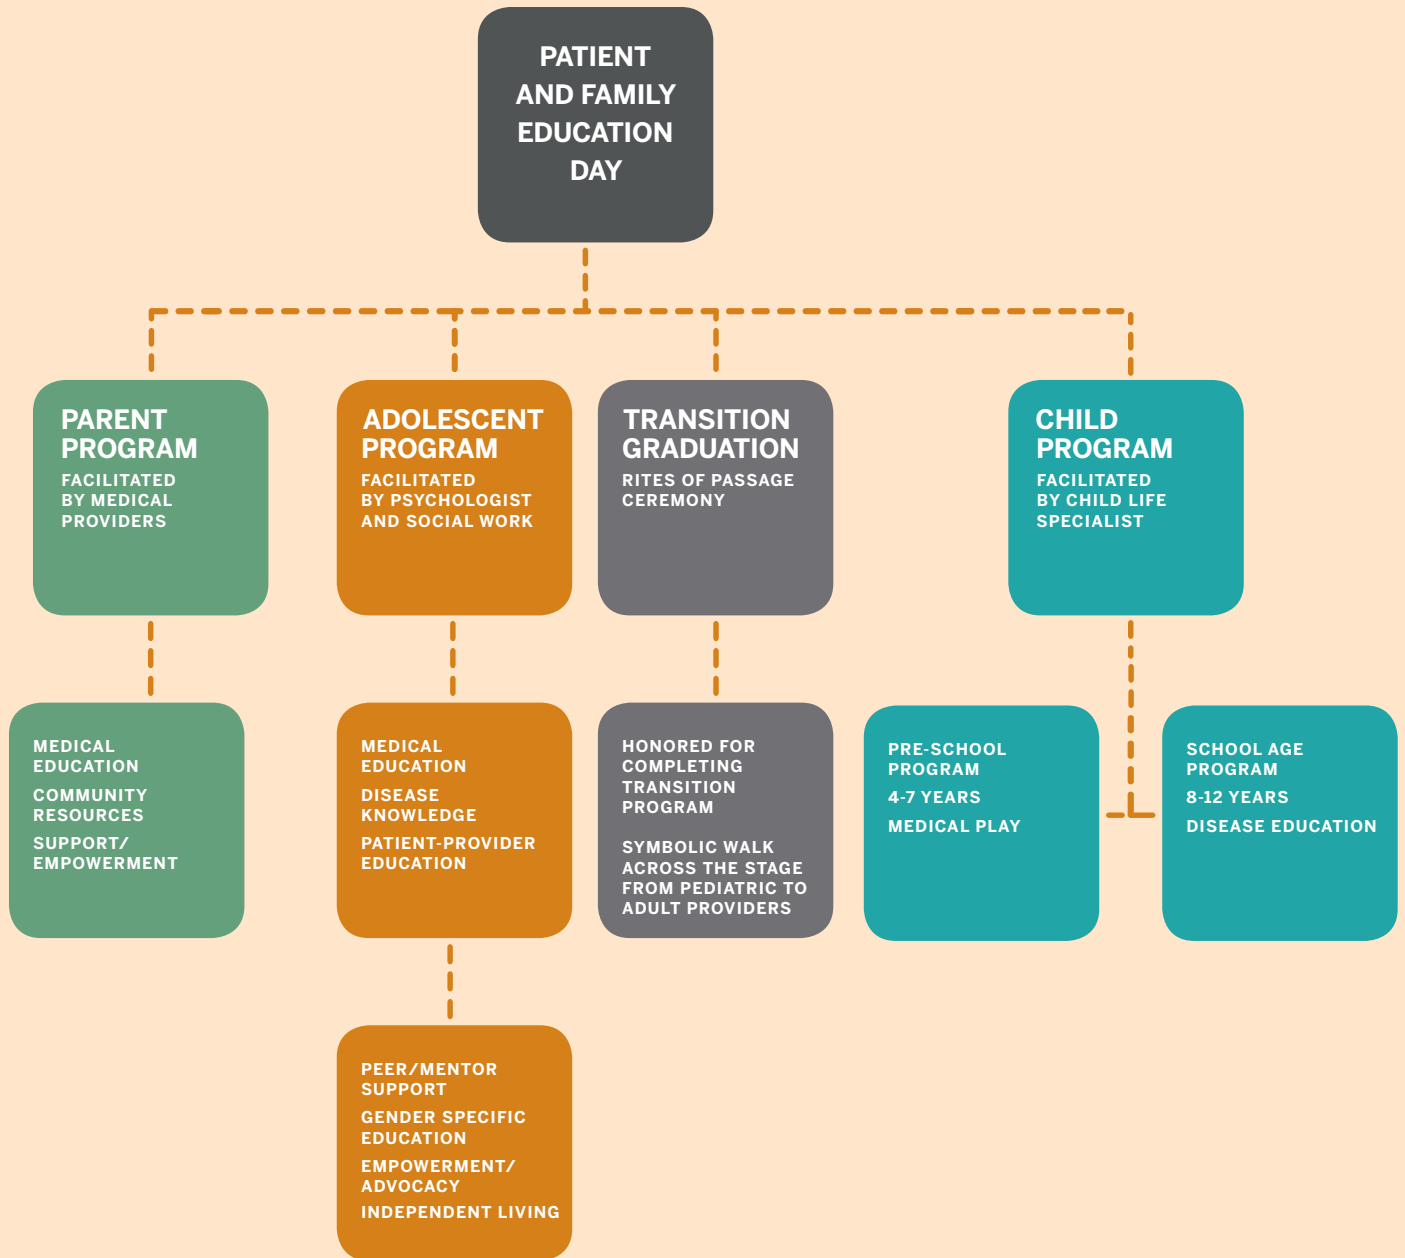 PATIENT
AND FAMILY
EDUCATION
DAY
PARENT
PROGRAM
FACILITATED
BY MEDICAL
PROVIDERS
ADOLESCENT
PROGRAM
FACILITATED
BY PSYCHOLOGIST
AND SOCIAL WORK
TRANSITION
GRADUATION
RITES OF PASSAGE
CEREMONY
CHILD
PROGRAM
FACILITATED
BY CHILD LIFE
SPECIALIST
MEDICAL
EDUCATION
COMMUNITY
RESOURCES
SUPPORT/
EMPOWERMENT
MEDICAL
EDUCATION
DISEASE
KNOWLEDGE
PATIENT-PROVIDER
EDUCATION
HONORED FOR
COMPLETING
TRANSITION
PROGRAM
SYMBOLIC WALK
ACROSS THE STAGE
FROM PEDIATRIC TO
ADULT PROVIDERS
PRE-SCHOOL
PROGRAM
4-7 YEARS
MEDICAL PLAY
SCHOOL AGE
PROGRAM
8-12 YEARS
DISEASE EDUCATION
PEER/MENTOR
SUPPORT
GENDER SPECIFIC
EDUCATION
EMPOWERMENT/
ADVOCACY
INDEPENDENT LIVING